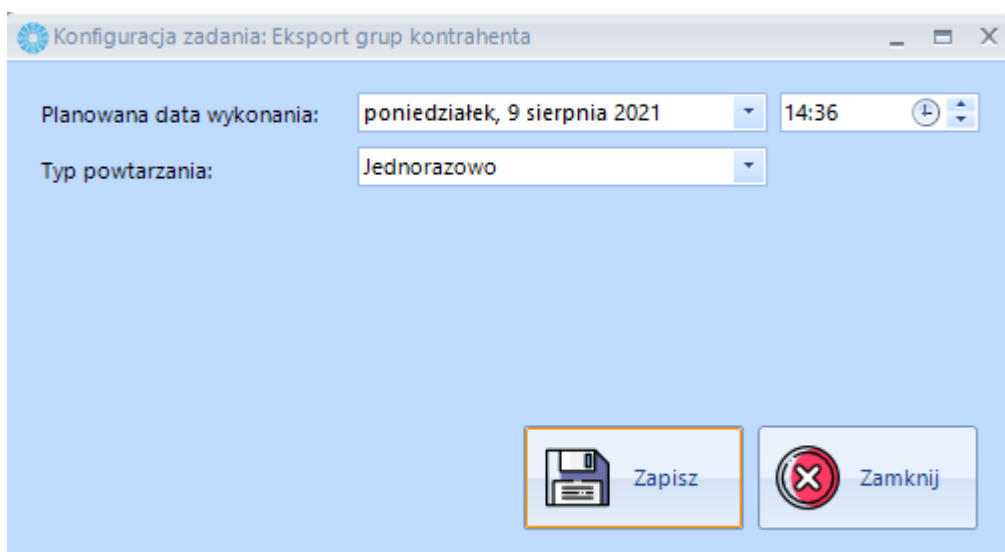 Konfiguracja zadania: Eksport grup kontrahenta
Planowana data wykonania: poniedziałek, 9 sierpnia 2021 14:36
Typ powtarzania: Jednorazowo
Zapisz Zamknij